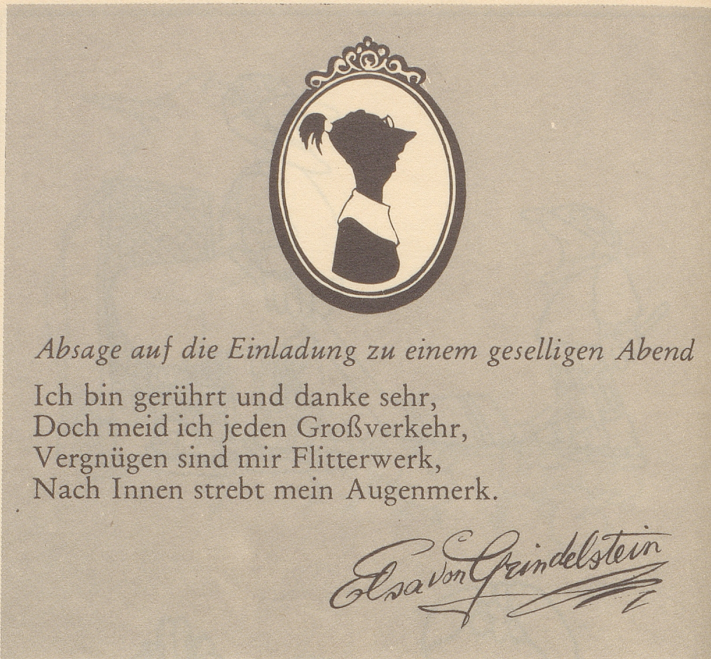 Absage auf die Einladung zu einem geselligen Abend
Ich bin gerührt und danke sehr,
Doch meid ich jeden Großverkehr,
Vergnügen sind mir Flitterwerk,
Nach Innen strebt mein Augenmerk.
Elsa von Grindelstein